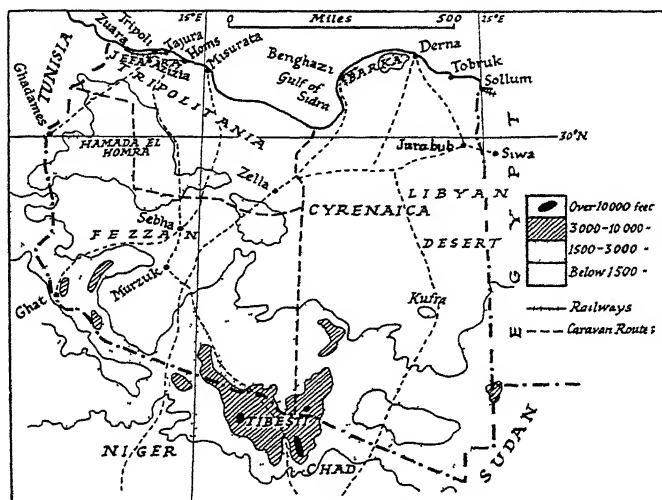 15°E
0 Miles 500
25°E
Zuara
Tripoli
Tajura
Homs
Misurata
JEFARA
Azizia
TUNISIA
Ghadames
TRIPOLITANIA
Benghazi
Gulf of
Sidra
BARKA
Derna
Tobruk
Sollum
30°N
HAMADA EL
HOMRA
Jarabub
Siwa
EGYPT
Zella
LIBYAN
DESERT
CYRENAICA
Sebha
FEZZAN
Murzuk
Ghat
Kufra
TIBESTI
NIGER
CHAD
SUDAN
Over 10000 feet
3000-10000 "
1500-3000 "
Below 1500 "
Railways
Caravan Routes